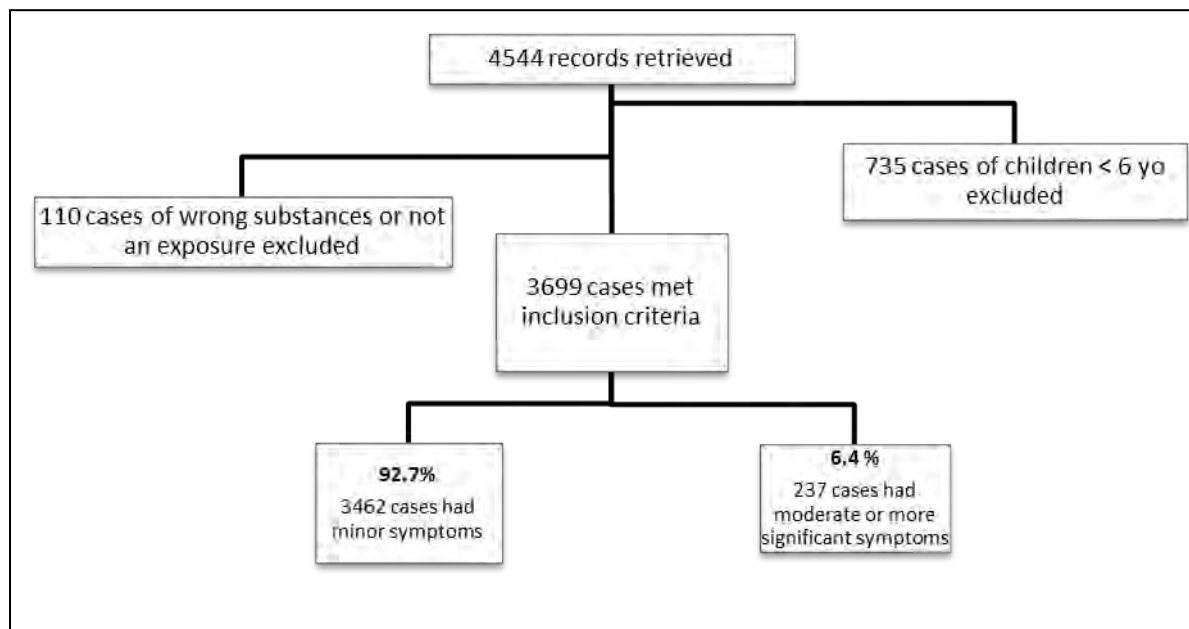 4544 records retrieved
735 cases of children < 6 yo
excluded
110 cases of wrong substances or not
an exposure excluded
3699 cases met
inclusion criteria
92.7%
3462 cases had
minor symptoms
6.4 %
237 cases had
moderate or more
significant symptoms